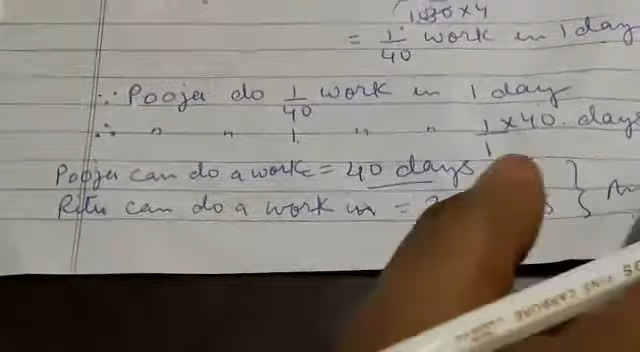 = 1/40 work in 1 day
∵ Pooja do 1/40 work in 1 day
∴ " " 1 " " 1/1 × 40 days
Pooja can do a work = 40 days
Ritu can do a work in =